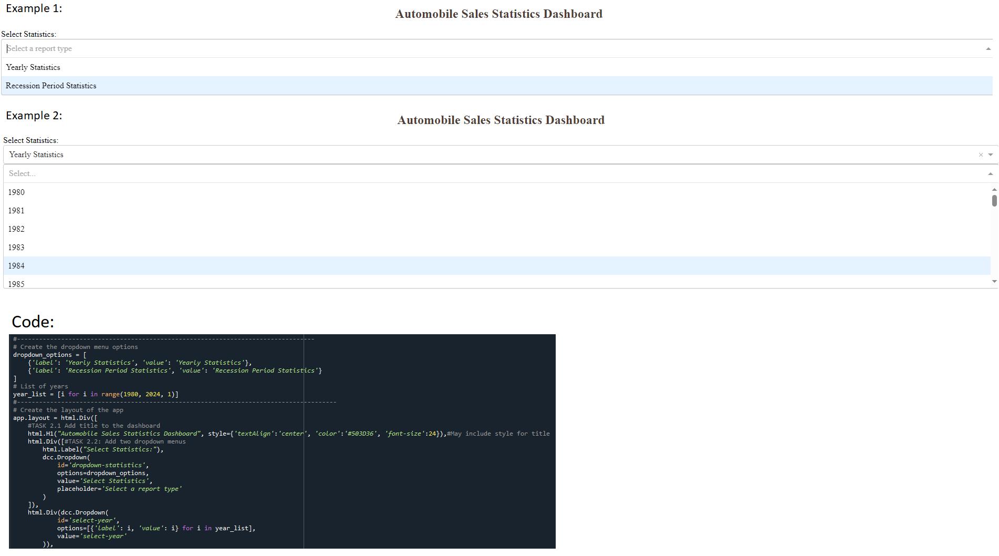 Example 1:
Automobile Sales Statistics Dashboard
Select Statistics:
Select a report type
Yearly Statistics
Recession Period Statistics
Example 2:
Automobile Sales Statistics Dashboard
Select Statistics:
Yearly Statistics
Select...
1980
1981
1982
1983
1984
1985
Code:
#---------------------------------------------------------------------------------
# Create the dropdown menu options
dropdown_options = [
    {'label': 'Yearly Statistics', 'value': 'Yearly Statistics'},
    {'label': 'Recession Period Statistics', 'value': 'Recession Period Statistics'}
]
# List of years
year_list = [i for i in range(1980, 2024, 1)]
#---------------------------------------------------------------------------------------
# Create the layout of the app
app.layout = html.Div([
    #TASK 2.1 Add title to the dashboard
    html.H1("Automobile Sales Statistics Dashboard", style={'textAlign':'center', 'color':'#503D36', 'font-size':24}),#May include style for title
    html.Div([#TASK 2.2: Add two dropdown menus
        html.Label("Select Statistics:"),
        dcc.Dropdown(
            id='dropdown-statistics',
            options=dropdown_options,
            value='Select Statistics',
            placeholder='Select a report type'
        )
    ]),
    html.Div(dcc.Dropdown(
            id='select-year',
            options=[{'label': i, 'value': i} for i in year_list],
            value='select-year'
        )),